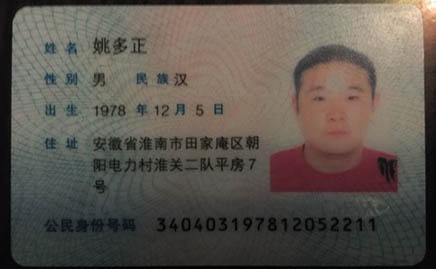 姓名 姚多正
性别 男 民族 汉
出生 1978 年 12 月 5 日
住址 安徽省淮南市田家庵区朝
阳电力村淮关二队平房7
号
公民身份号码 340403197812052211